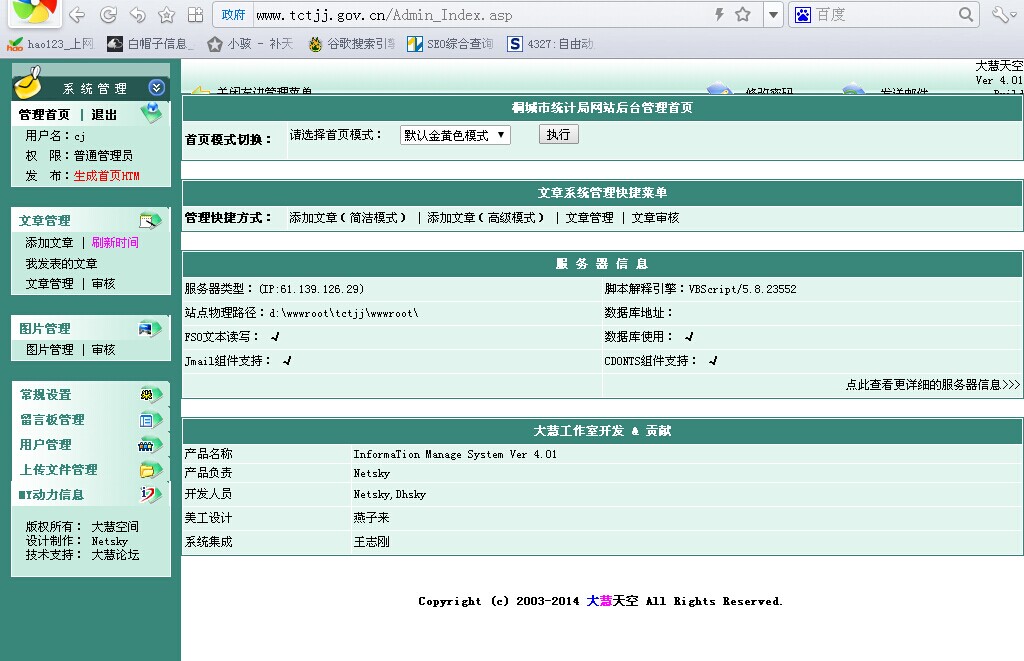 政府 www.tctjj.gov.cn/Admin_Index.asp 百度
hao123_上网 白帽子信息_ 小骇 - 补天 谷歌搜索引 SEO综合查询 4327:自由动
大慧天空
Ver 4.01
系 统 管 理
管理首页 | 退出
用户名：cj
权 限：普通管理员
发 布：生成首页HTM
文章管理
添加文章 | 刷新时间
我发表的文章
文章管理 | 审核
图片管理
图片管理 | 审核
常规设置
留言板管理
用户管理
上传文件管理
MY动力信息
版权所有： 大慧空间
设计制作： Netsky
技术支持： 大慧论坛
关闭左边管理菜单 修改密码 发送邮件
桐城市统计局网站后台管理首页
首页模式切换： 请选择首页模式： 默认金黄色模式 执行
文章系统管理快捷菜单
管理快捷方式： 添加文章(简洁模式) | 添加文章(高级模式) | 文章管理 | 文章审核
服 务 器 信 息
服务器类型：(IP:61.139.126.29) 脚本解释引擎：VBScript/5.8.23552
站点物理路径：d:\wwwroot\tctjj\wwwroot\ 数据库地址：
FSO文本读写： √ 数据库使用： √
Jmail组件支持： √ CDONTS组件支持： √
点此查看更详细的服务器信息>>>
大慧工作室开发 & 贡献
产品名称 InformaTion Manage System Ver 4.01
产品负责 Netsky
开发人员 Netsky,Dhsky
美工设计 燕子来
系统集成 王志刚
Copyright (c) 2003-2014 大慧天空 All Rights Reserved.